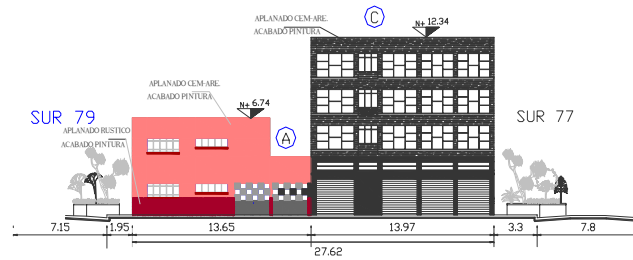 C
APLANADO CEM-ARE.
ACABADO PINTURA
N+ 12.34
APLANADO CEM-ARE.
ACABADO PINTURA
N+ 6.74
SUR 79
SUR 77
APLANADO RUSTICO
ACABADO PINTURA
A
7.15
1.95
13.65
13.97
3.3
7.8
27.62